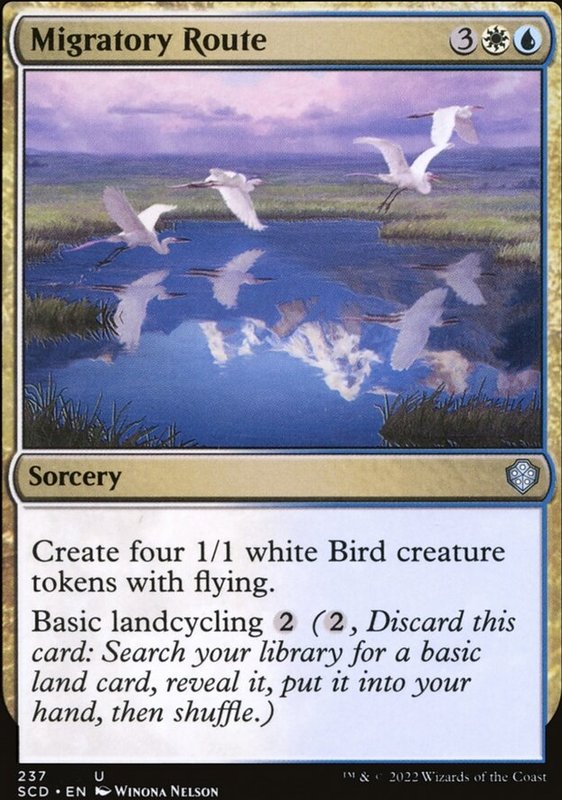 Migratory Route 3
Sorcery
Create four 1/1 white Bird creature
tokens with flying.
Basic landcycling 2 (2, Discard this
card: Search your library for a basic
land card, reveal it, put it into your
hand, then shuffle.)
237 U
SCD • EN Winona Nelson
™ & © 2022 Wizards of the Coast